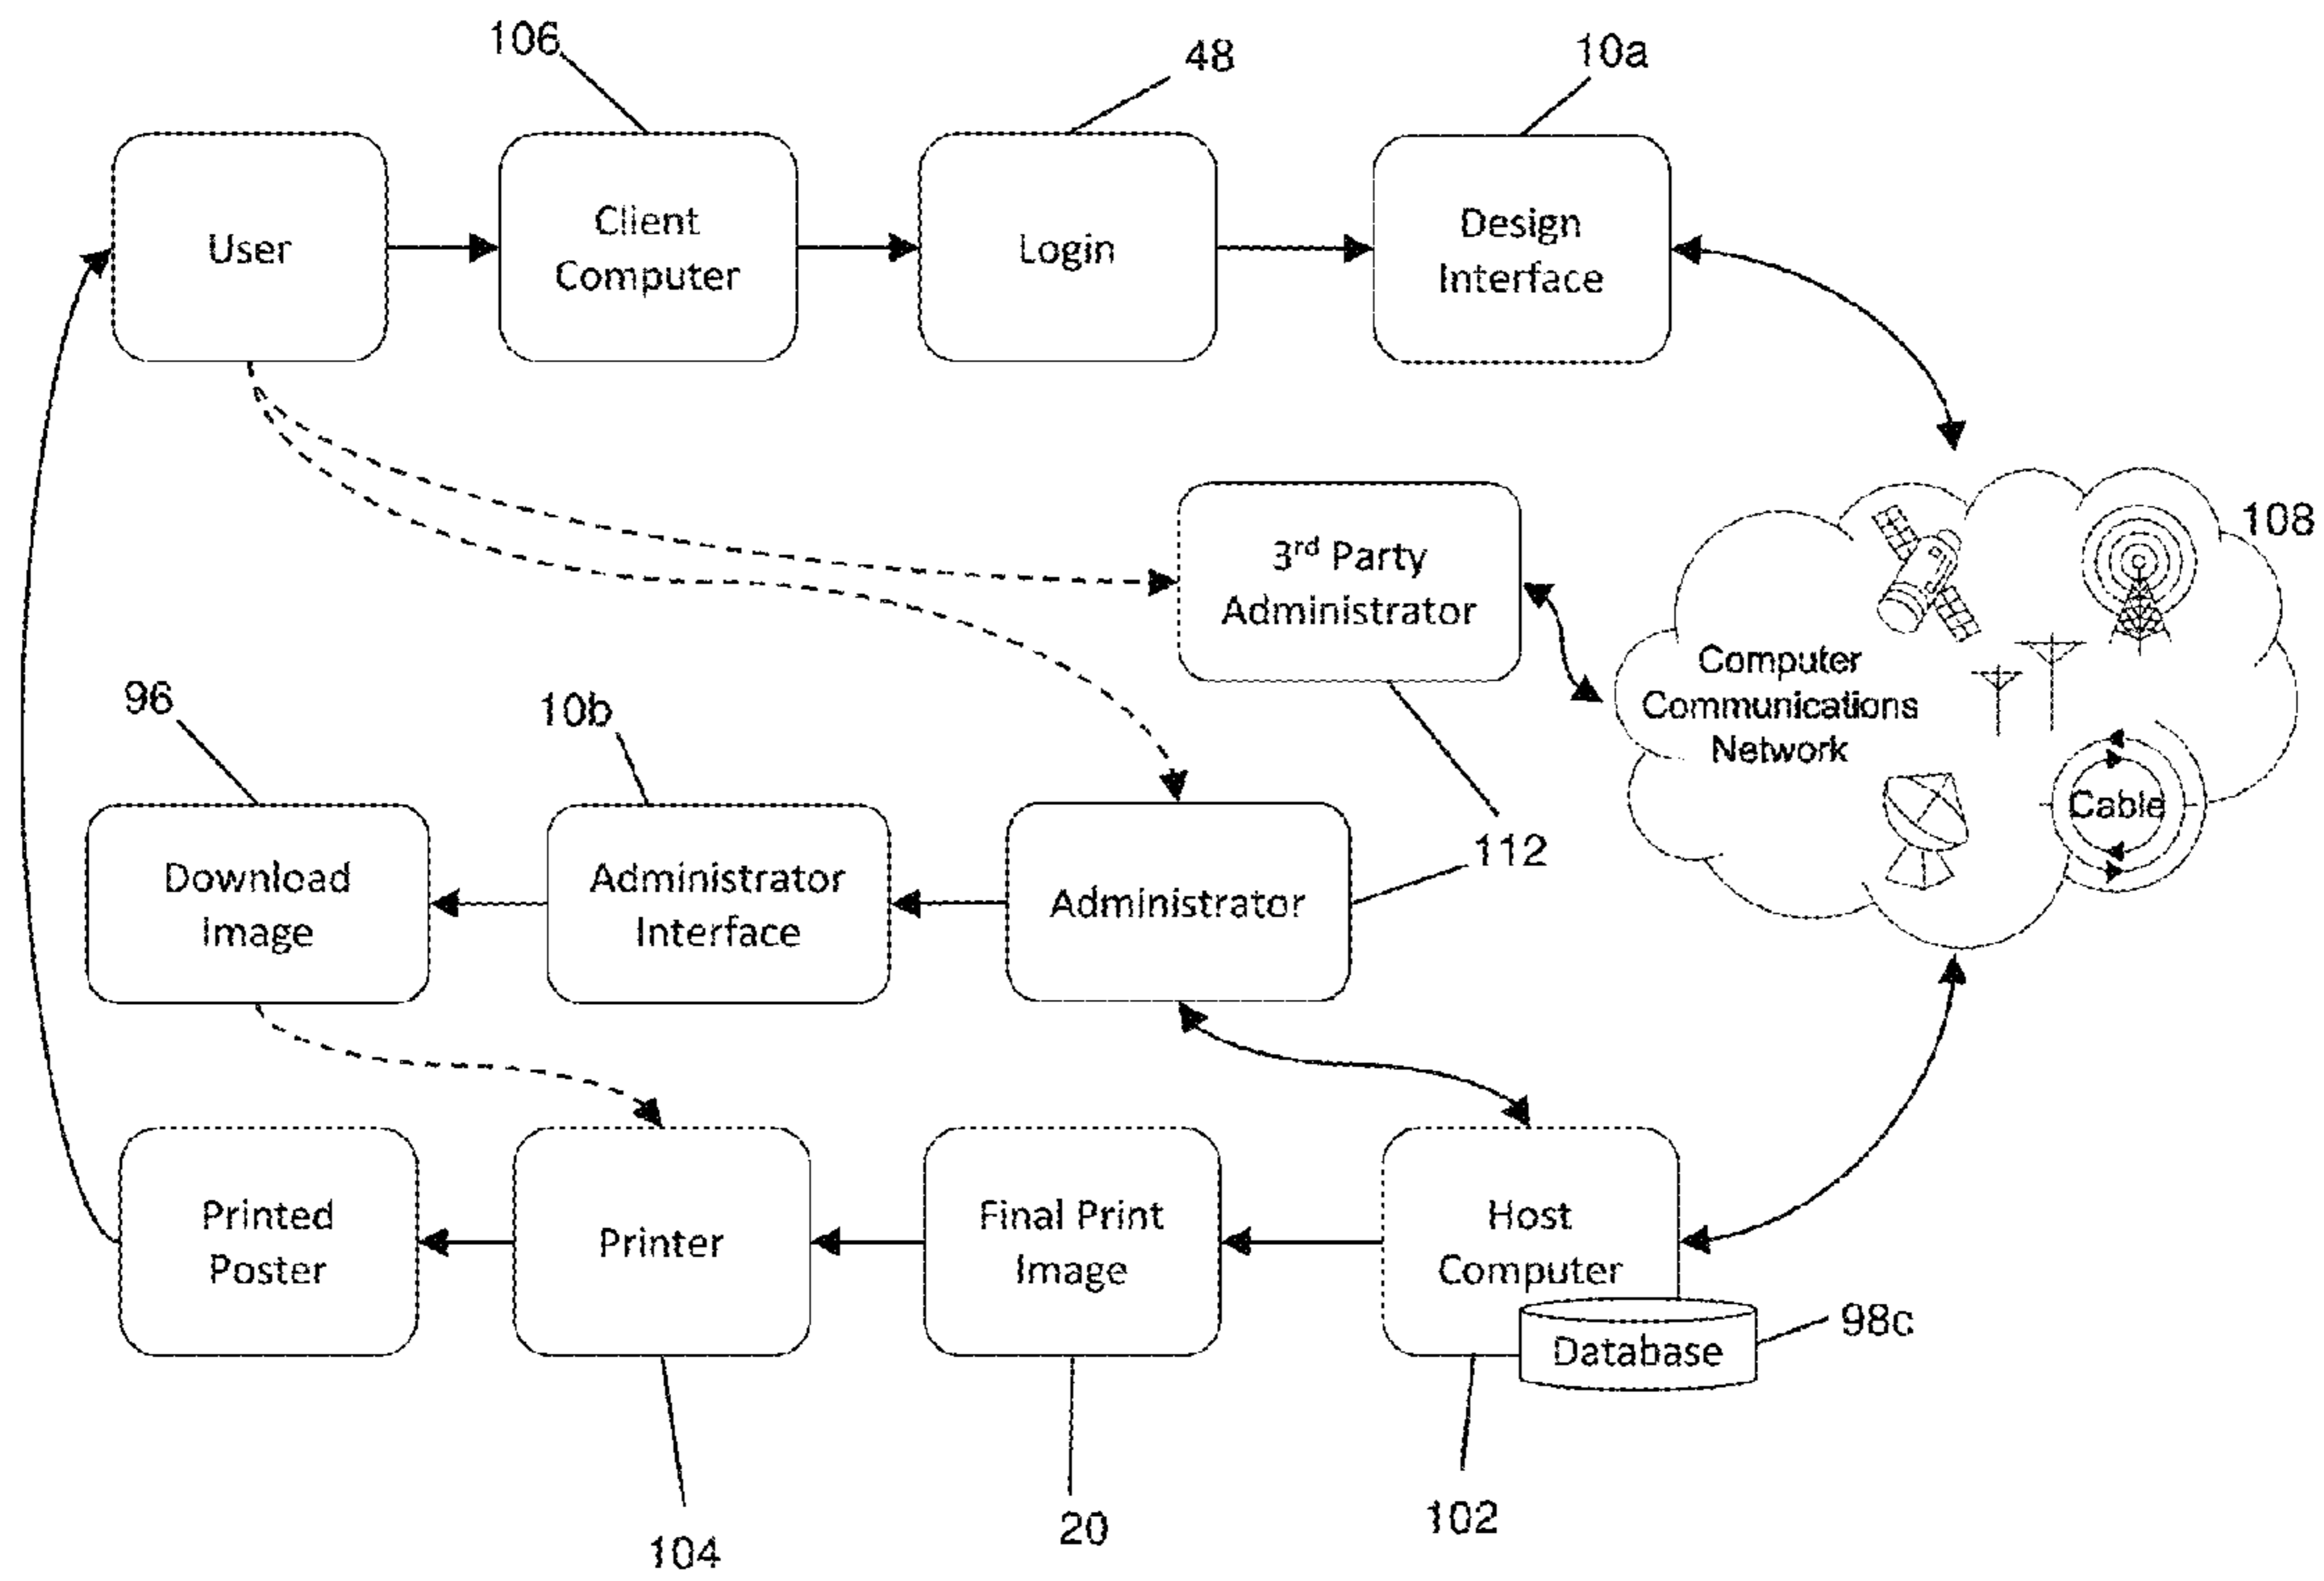 106
48
10a
User
Client
Computer
Login
Design
Interface
108
3rd Party
Administrator
Computer
Communications
Network
Cable
96
10b
112
Download
Image
Administrator
Interface
Administrator
Printed
Poster
Printer
Final Print
Image
Host
Computer
Database
98c
104
20
102